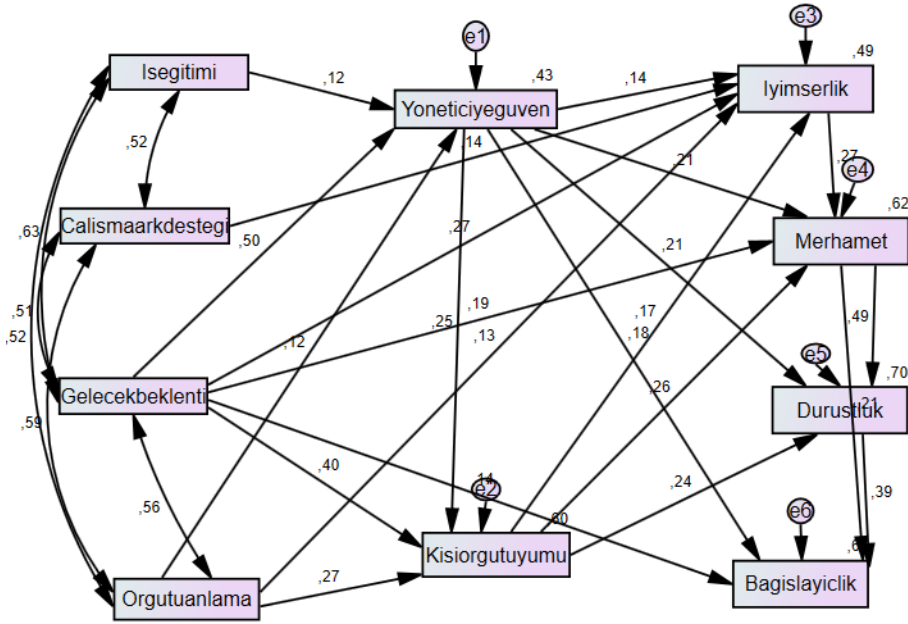 e1
e3
Isegitimi
,12
,43
,14
,49
Yoneticiyeguven
Iyimserlik
,52
,14
,21
,27
e4
,62
Calismaarkdestegi
,63
,50
,27
,21
Merhamet
,51
,52
,12
,25
,19
,13
,17
,18
,49
e5
,70
Gelecekbeklenti
,26
Durustluk
,21
,59
,56
,40
,14
e2
,60
,24
,39
e6
Kisiorgutuyumu
Orgutuanlama
,27
Bagislayiclik